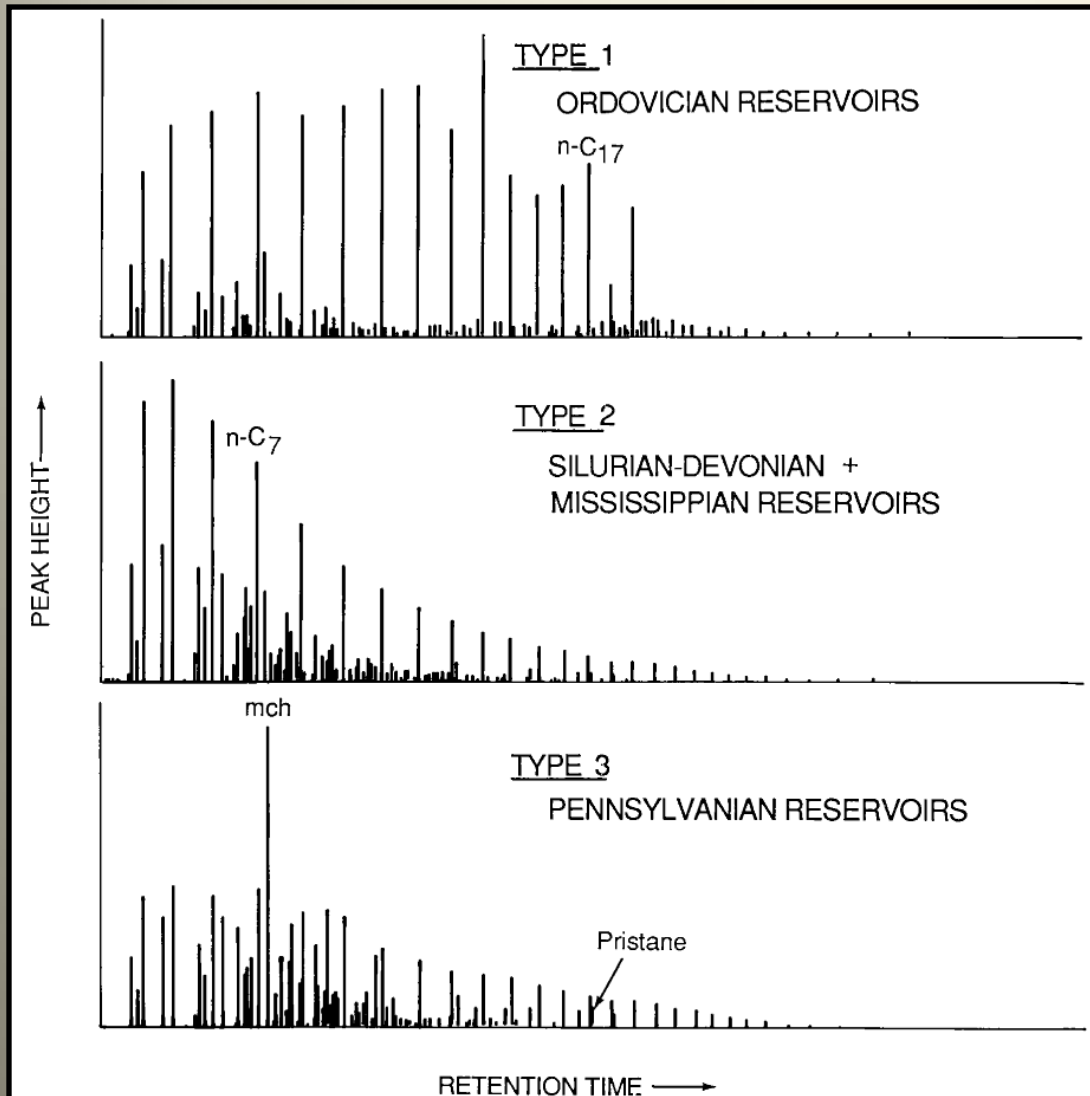 TYPE 1
ORDOVICIAN RESERVOIRS
n-C17
TYPE 2
SILURIAN-DEVONIAN +
MISSISSIPPIAN RESERVOIRS
n-C7
mch
TYPE 3
PENNSYLVANIAN RESERVOIRS
Pristane
PEAK HEIGHT →
RETENTION TIME →